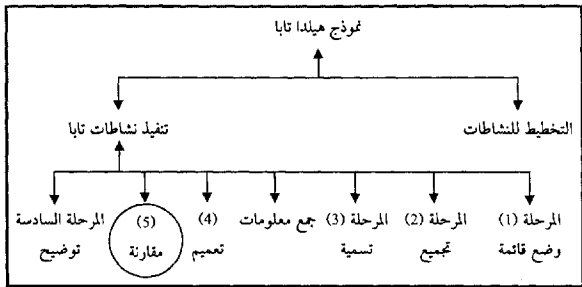 نموذج هيلدا تابا
التخطيط للنشاطات
تنفيذ نشاطات تابا
المرحلة (1)
وضع قائمة
المرحلة (2)
تجميع
المرحلة (3)
تسمية
جمع معلومات
(4)
تعميم
(5)
مقارنة
المرحلة السادسة
توضيح